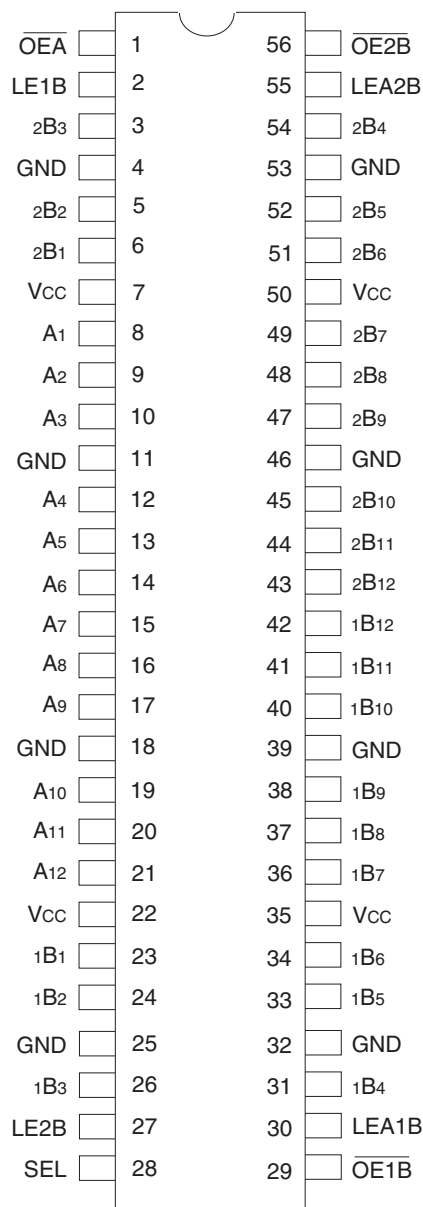 OEA 1 56 OE2B
LE1B 2 55 LEA2B
2B3 3 54 2B4
GND 4 53 GND
2B2 5 52 2B5
2B1 6 51 2B6
VCC 7 50 VCC
A1 8 49 2B7
A2 9 48 2B8
A3 10 47 2B9
GND 11 46 GND
A4 12 45 2B10
A5 13 44 2B11
A6 14 43 2B12
A7 15 42 1B12
A8 16 41 1B11
A9 17 40 1B10
GND 18 39 GND
A10 19 38 1B9
A11 20 37 1B8
A12 21 36 1B7
VCC 22 35 VCC
1B1 23 34 1B6
1B2 24 33 1B5
GND 25 32 GND
1B3 26 31 1B4
LE2B 27 30 LEA1B
SEL 28 29 OE1B